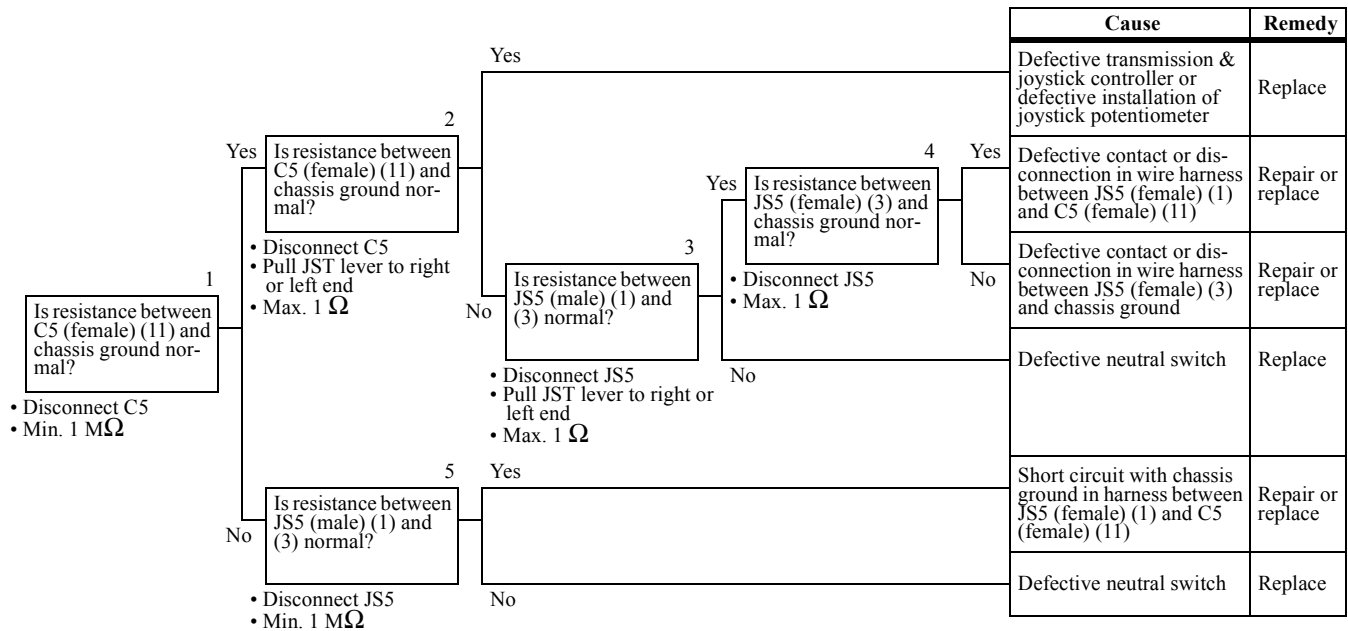 Cause
Remedy
Yes
Defective transmission &
joystick controller or
defective installation of
joystick potentiometer
Replace
2
Yes
Is resistance between
C5 (female) (11) and
chassis ground nor-
mal?
• Disconnect C5
• Pull JST lever to right
or left end
• Max. 1 Ω
4
Yes
Yes
Is resistance between
JS5 (female) (3) and
chassis ground nor-
mal?
• Disconnect JS5
• Max. 1 Ω
Defective contact or dis-
connection in wire harness
between JS5 (female) (1)
and C5 (female) (11)
Repair or
replace
1
Is resistance between
C5 (female) (11) and
chassis ground nor-
mal?
• Disconnect C5
• Min. 1 MΩ
3
No
Is resistance between
JS5 (male) (1) and
(3) normal?
• Disconnect JS5
• Pull JST lever to right or
left end
• Max. 1 Ω
No
Defective contact or dis-
connection in wire harness
between JS5 (female) (3)
and chassis ground
Repair or
replace
No
Defective neutral switch
Replace
5
No
Is resistance between
JS5 (male) (1) and
(3) normal?
• Disconnect JS5
• Min. 1 MΩ
Yes
Short circuit with chassis
ground in harness between
JS5 (female) (1) and C5
(female) (11)
Repair or
replace
No
Defective neutral switch
Replace